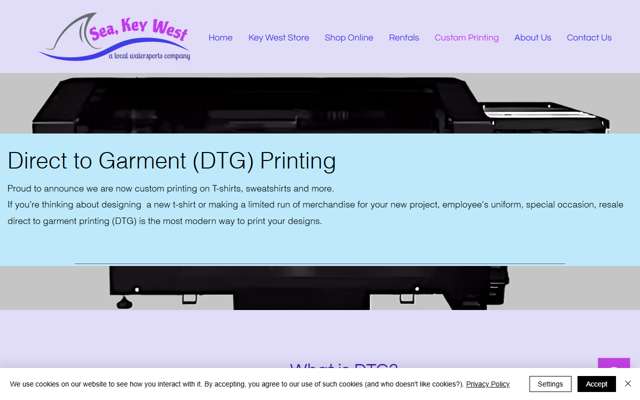 Sea, Key West
a local watersports company
Home
Key West Store
Shop Online
Rentals
Custom Printing
About Us
Contact Us
Direct to Garment (DTG) Printing
Proud to announce we are now custom printing on T-shirts, sweatshirts and more.
If you're thinking about designing  a new t-shirt or making a limited run of merchandise for your new project, employee's uniform, special occasion, resale
direct to garment printing (DTG) is the most modern way to print your designs.
What is DTG?
We use cookies on our website to see how you interact with it. By accepting, you agree to our use of such cookies (and who doesn't like cookies?). Privacy Policy
Settings
Accept